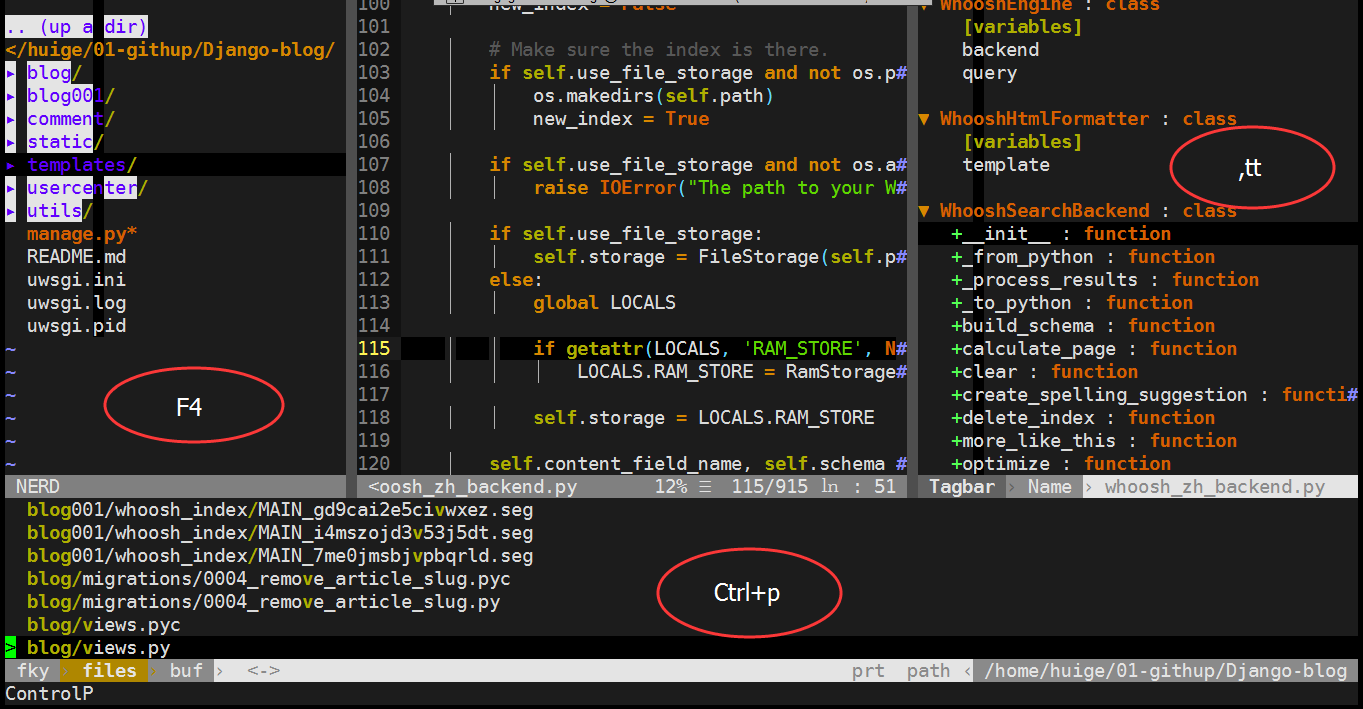 .. (up a dir)
</huige/01-githup/Django-blog/
▸ blog/
▸ blog001/
▸ comment/
▸ static/
▸ templates/
▸ usercenter/
▸ utils/
manage.py*
README.md
uwsgi.ini
uwsgi.log
uwsgi.pid
~
~
~
~
~
~
F4
NERD
100 new_index = False
101
102 # Make sure the index is there.
103 if self.use_file_storage and not os.p#
104 os.makedirs(self.path)
105 new_index = True
106
107 if self.use_file_storage and not os.a#
108 raise IOError("The path to your W#
109
110 if self.use_file_storage:
111 self.storage = FileStorage(self.p#
112 else:
113 global LOCALS
114
115 if getattr(LOCALS, 'RAM_STORE', N#
116 LOCALS.RAM_STORE = RamStorage#
117
118 self.storage = LOCALS.RAM_STORE
119
120 self.content_field_name, self.schema #
<oosh_zh_backend.py 12% ☰ 115/915 ln : 51
▼ WhooshEngine : class
[variables]
backend
query
▼ WhooshHtmlFormatter : class
[variables]
template
,tt
▼ WhooshSearchBackend : class
+__init__ : function
+_from_python : function
+_process_results : function
+_to_python : function
+build_schema : function
+calculate_page : function
+clear : function
+create_spelling_suggestion : functi#
+delete_index : function
+more_like_this : function
+optimize : function
Tagbar › Name › whoosh_zh_backend.py
blog001/whoosh_index/MAIN_gd9cai2e5civwxez.seg
blog001/whoosh_index/MAIN_i4mszojd3v53j5dt.seg
blog001/whoosh_index/MAIN_7me0jmsbjvpbqrld.seg
blog/migrations/0004_remove_article_slug.pyc
blog/migrations/0004_remove_article_slug.py
blog/views.pyc
> blog/views.py
Ctrl+p
fky › files › buf › <-> prt path ‹ /home/huige/01-githup/Django-blog
ControlP